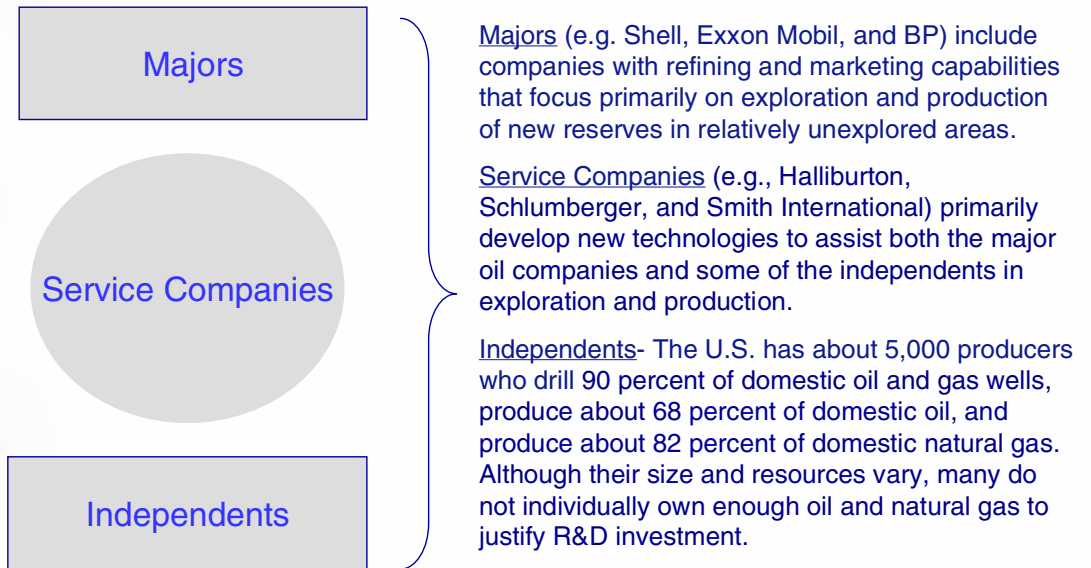 Majors
Service Companies
Independents
Majors (e.g. Shell, Exxon Mobil, and BP) include
companies with refining and marketing capabilities
that focus primarily on exploration and production
of new reserves in relatively unexplored areas.
Service Companies (e.g., Halliburton,
Schlumberger, and Smith International) primarily
develop new technologies to assist both the major
oil companies and some of the independents in
exploration and production.
Independents- The U.S. has about 5,000 producers
who drill 90 percent of domestic oil and gas wells,
produce about 68 percent of domestic oil, and
produce about 82 percent of domestic natural gas.
Although their size and resources vary, many do
not individually own enough oil and natural gas to
justify R&D investment.